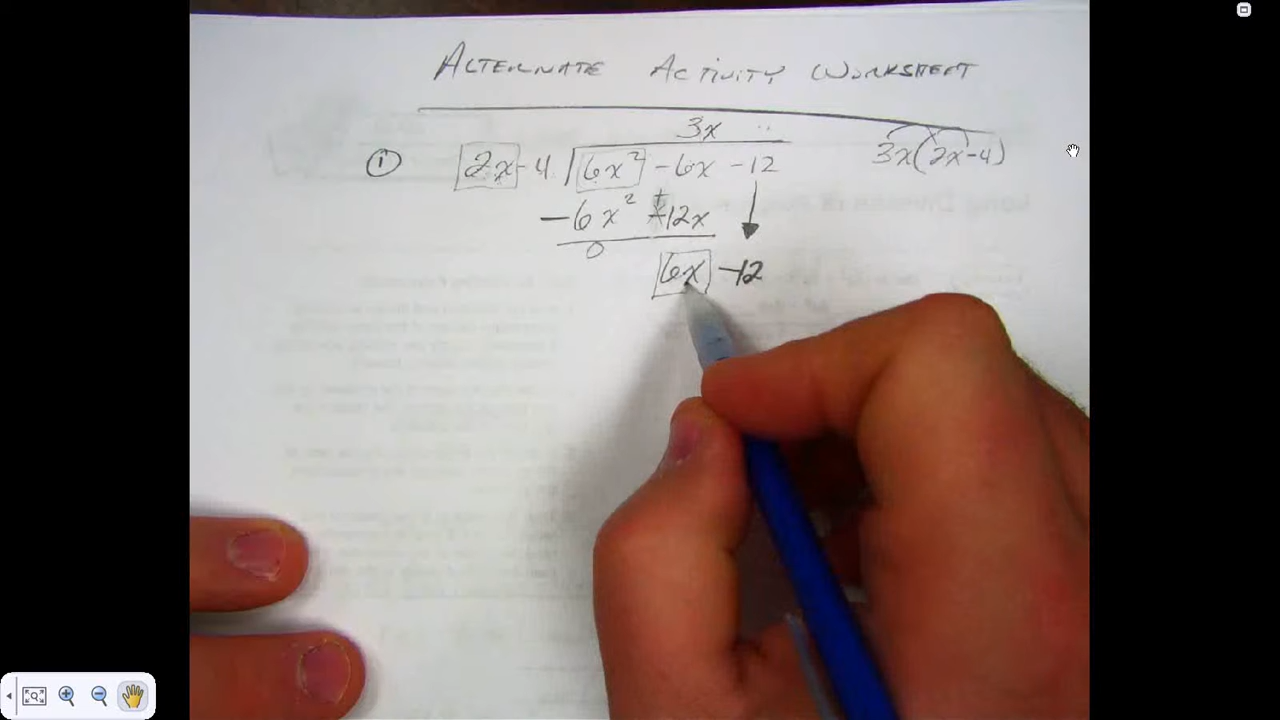 ALTERNATE ACTIVITY WORKSHEET
3x
① 2x-4 6x² -6x -12 3x(2x-4)
-6x² +12x
0
6x -12